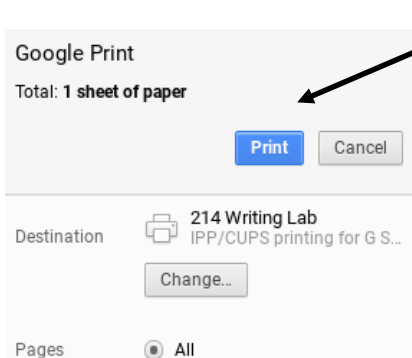 Google Print
Total: 1 sheet of paper
Print Cancel
Destination 214 Writing Lab
IPP/CUPS printing for G S...
Change...
Pages All